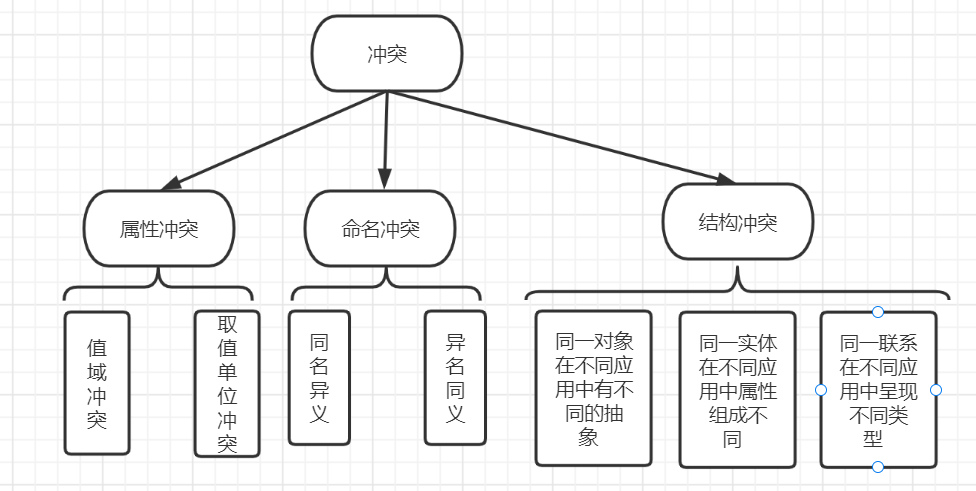 冲突
属性冲突
命名冲突
结构冲突
值
域
冲
突
取
值
单
位
冲
突
同
名
异
义
异
名
同
义
同一对象
在不同应
用中有不
同的抽
象
同一实体
在不同应
用中属性
组成不
同
同一联系
在不同应
用中呈现
不同类
型